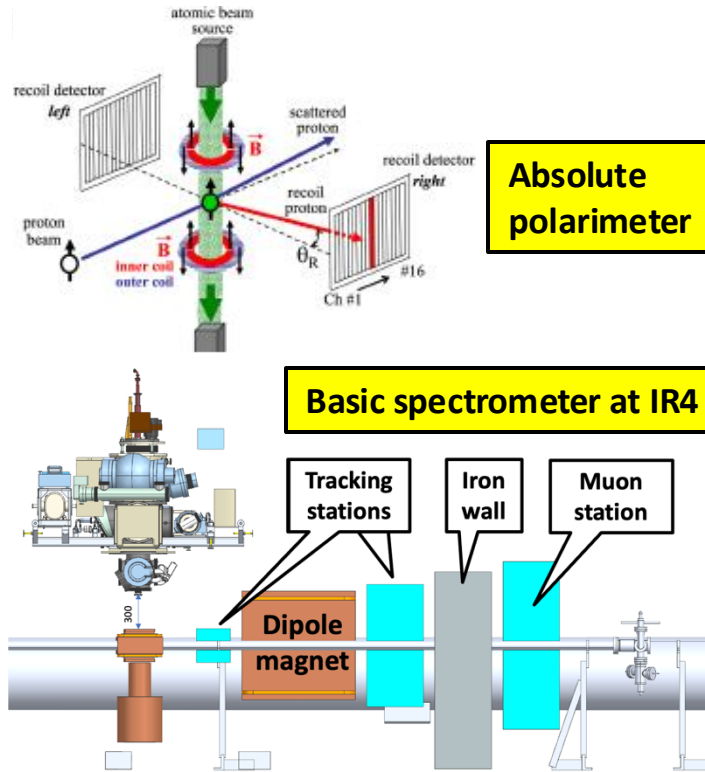 atomic beam
source
recoil detector
left
scattered
proton
B
recoil detector
right
recoil
proton
proton
beam
B
inner coil
outer coil
θR
#16
Ch #1
Absolute
polarimeter
Basic spectrometer at IR4
Tracking
stations
Iron
wall
Muon
station
300
Dipole
magnet